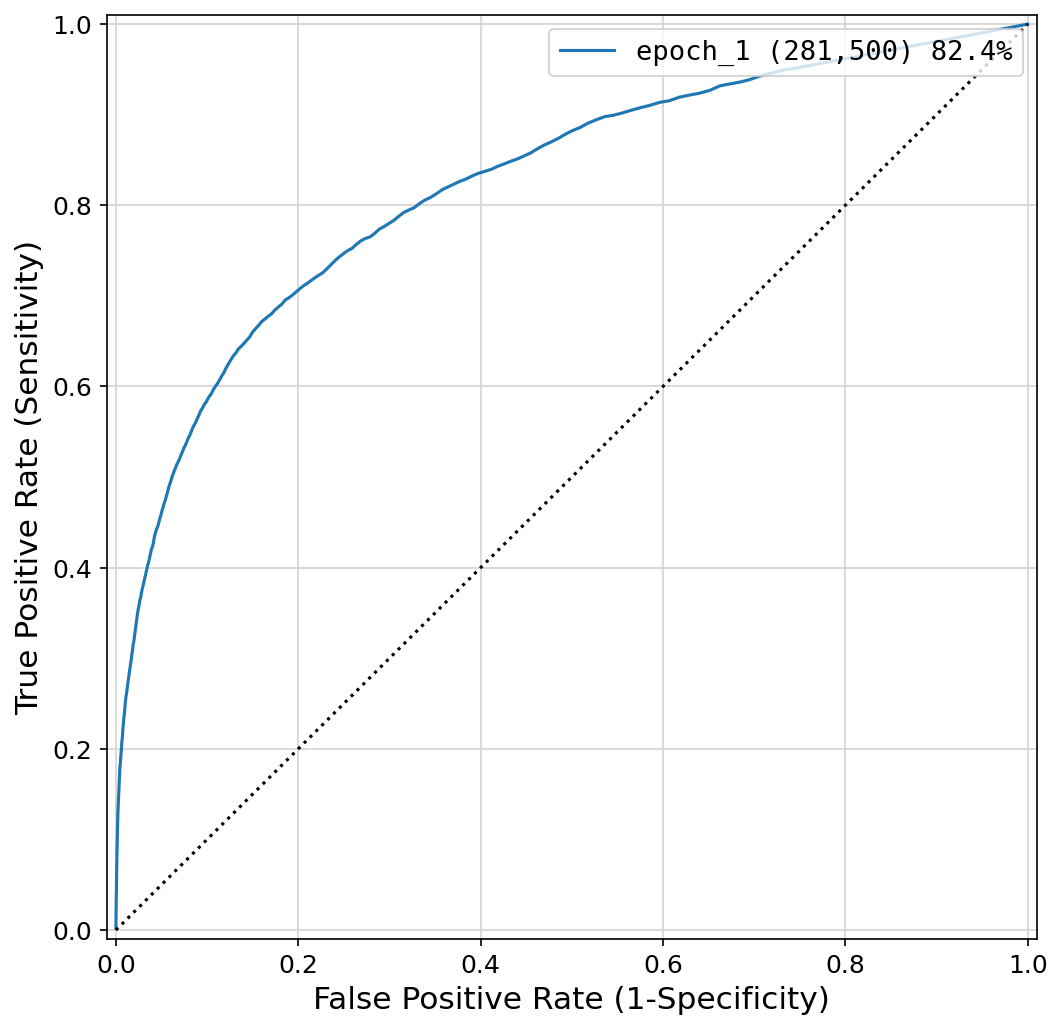 epoch_1 (281,500) 82.4%
True Positive Rate (Sensitivity)
1.0
0.8
0.6
0.4
0.2
0.0
0.0 0.2 0.4 0.6 0.8 1.0
False Positive Rate (1-Specificity)